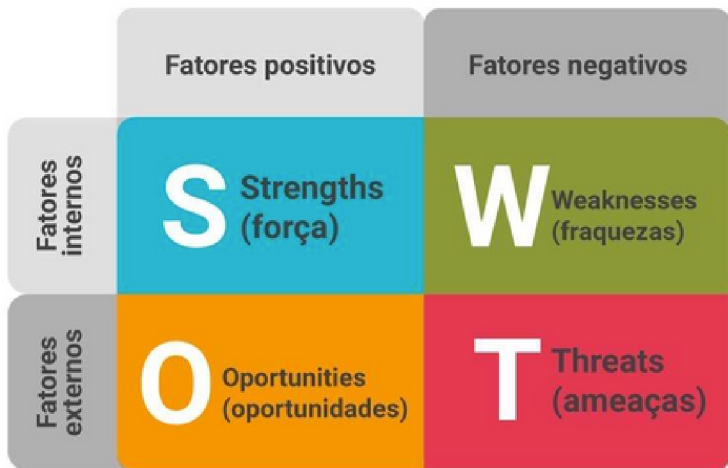 Fatores positivos
Fatores negativos
Fatores
internos
S
Strengths
(força)
W
Weaknesses
(fraquezas)
Fatores
externos
O
Oportunities
(oportunidades)
T
Threats
(ameaças)